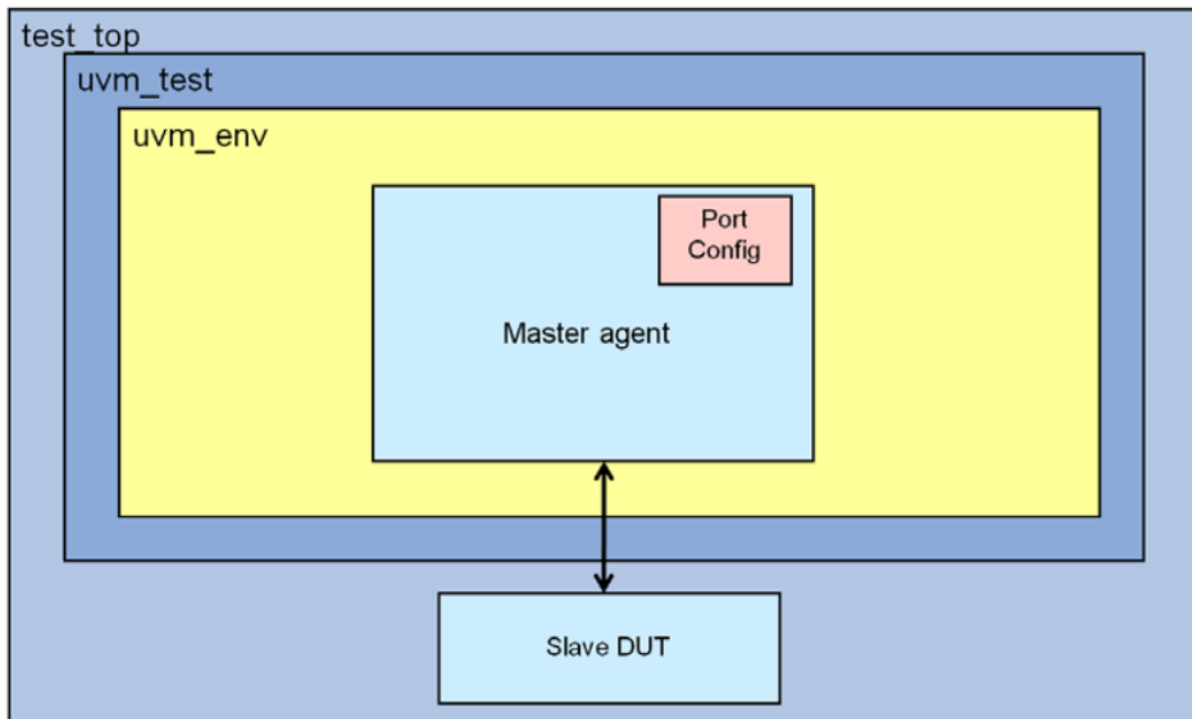 test_top
uvm_test
uvm_env
Port
Config
Master agent
Slave DUT